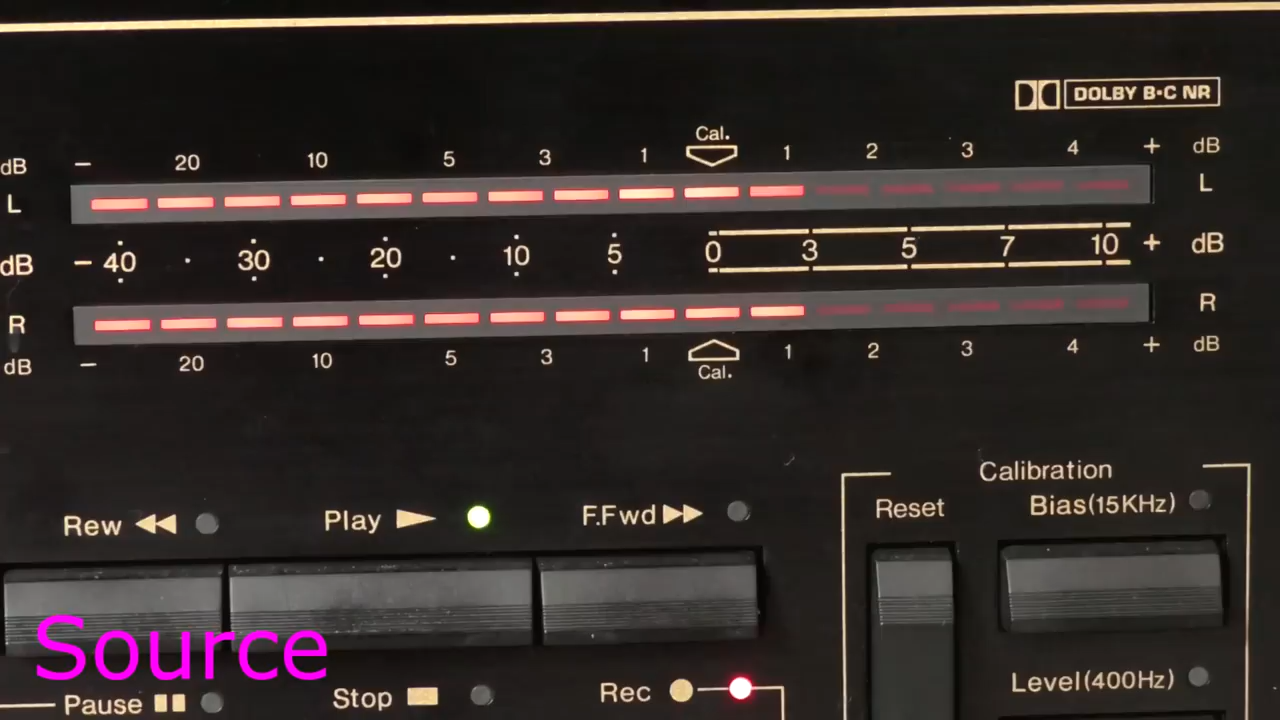 DOLBY B·C NR
Cal.
dB – 20 10 5 3 1 1 2 3 4 + dB
L L
dB – 40 · 30 · 20 · 10 5 0 3 5 7 10 + dB
R R
dB – 20 10 5 3 1 1 2 3 4 + dB
Cal.
Calibration
Rew Play F.Fwd Reset Bias(15KHz)
Source
Pause Stop Rec Level(400Hz)